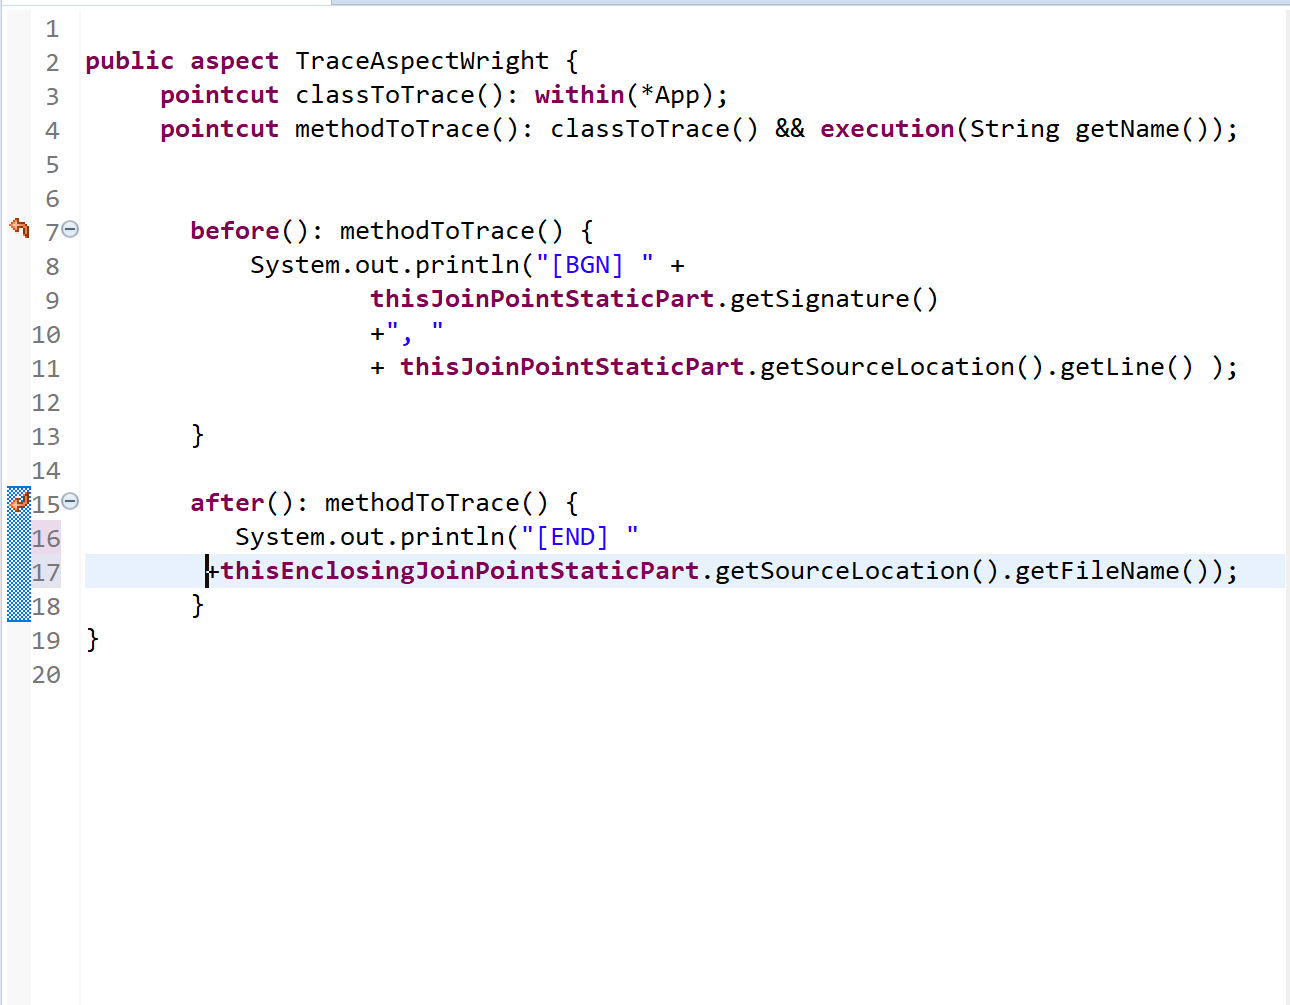 1
2 public aspect TraceAspectWright {
3 pointcut classToTrace(): within(*App);
4 pointcut methodToTrace(): classToTrace() && execution(String getName());
5
6
7 before(): methodToTrace() {
8 System.out.println("[BGN] " +
9 thisJoinPointStaticPart.getSignature()
10 +", "
11 + thisJoinPointStaticPart.getSourceLocation().getLine() );
12
13 }
14
15 after(): methodToTrace() {
16 System.out.println("[END] "
17 +thisEnclosingJoinPointStaticPart.getSourceLocation().getFileName());
18 }
19 }
20